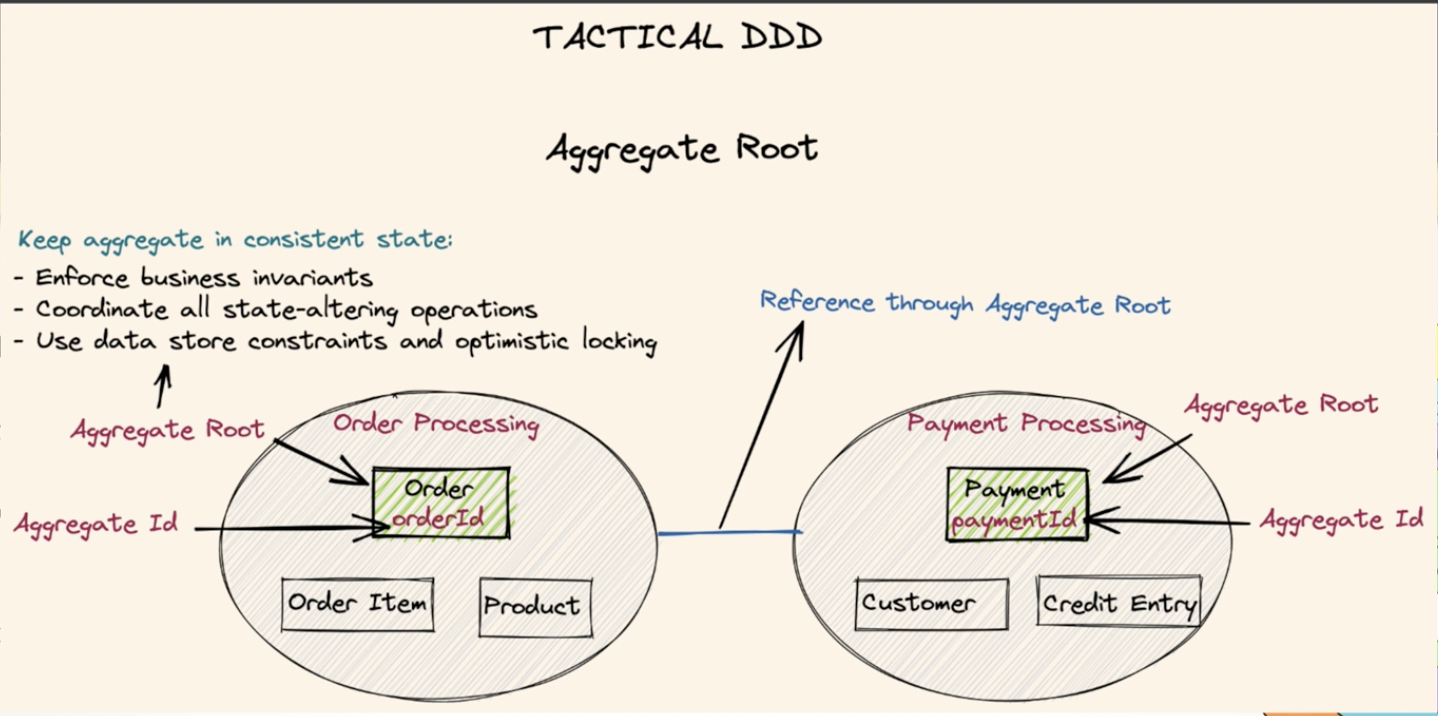 TACTICAL DDD
Aggregate Root
Keep aggregate in consistent state:
- Enforce business invariants
- Coordinate all state-altering operations
- Use data store constraints and optimistic locking
Reference through Aggregate Root
Aggregate Root
Order Processing
Order
orderId
Aggregate Id
Order Item
Product
Payment Processing
Aggregate Root
Payment
paymentId
Aggregate Id
Customer
Credit Entry